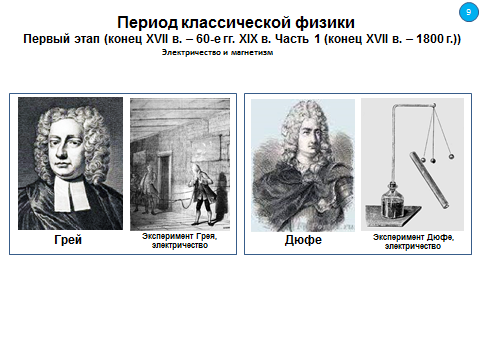 9
Период классической физики
Первый этап (конец XVII в. – 60-е гг. XIX в. Часть 1 (конец XVII в. – 1800 г.))
Электричество и магнетизм
Грей
Эксперимент Грея,
электричество
Дюфе
Эксперимент Дюфе,
электричество